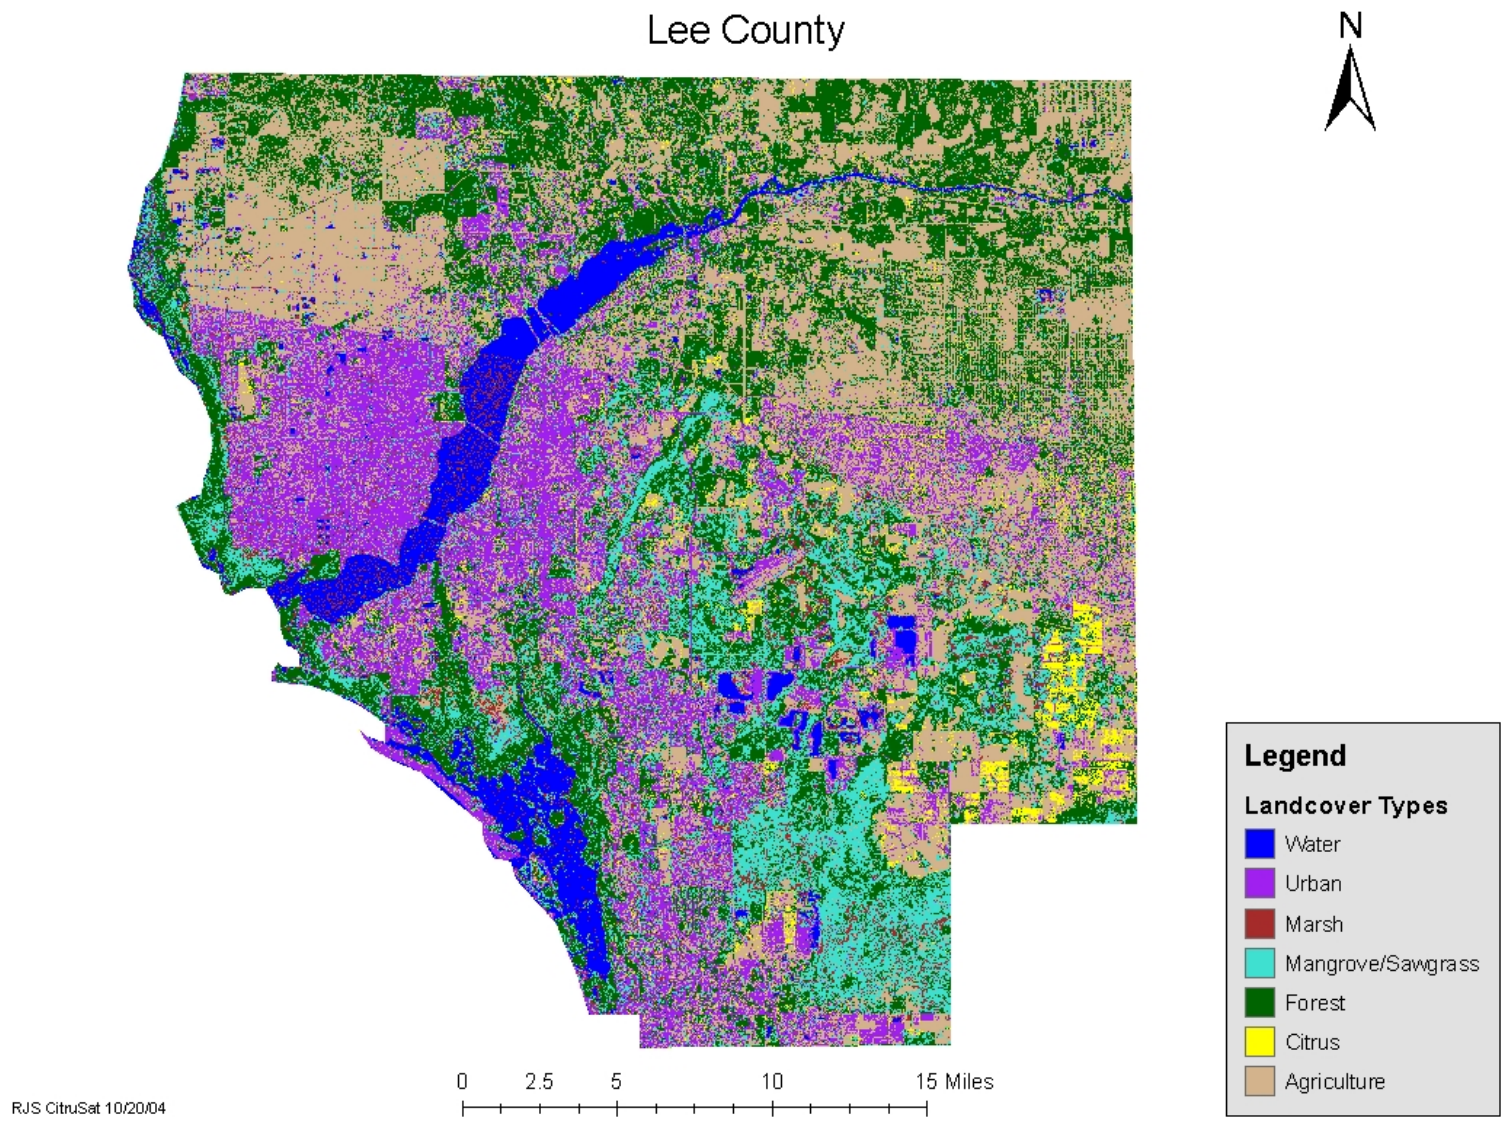 Lee County
N
Legend
Landcover Types
Water
Urban
Marsh
Mangrove/Sawgrass
Forest
Citrus
Agriculture
0 2.5 5 10 15 Miles
RJS CitruSat 10/20/04